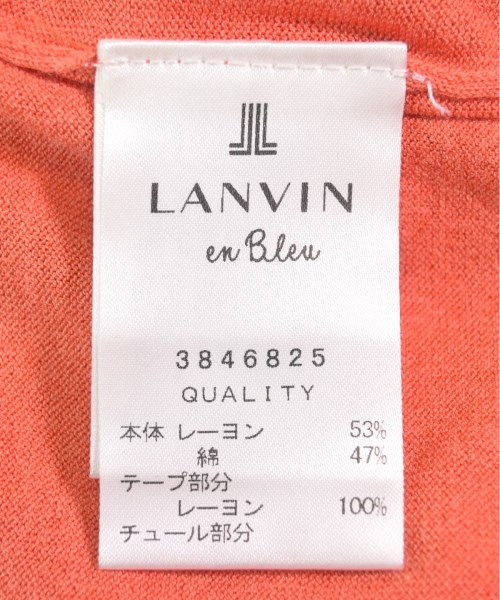 LANVIN
en Bleu
3846825
QUALITY
本体 レーヨン 53%
綿 47%
テープ部分
レーヨン 100%
チュール部分